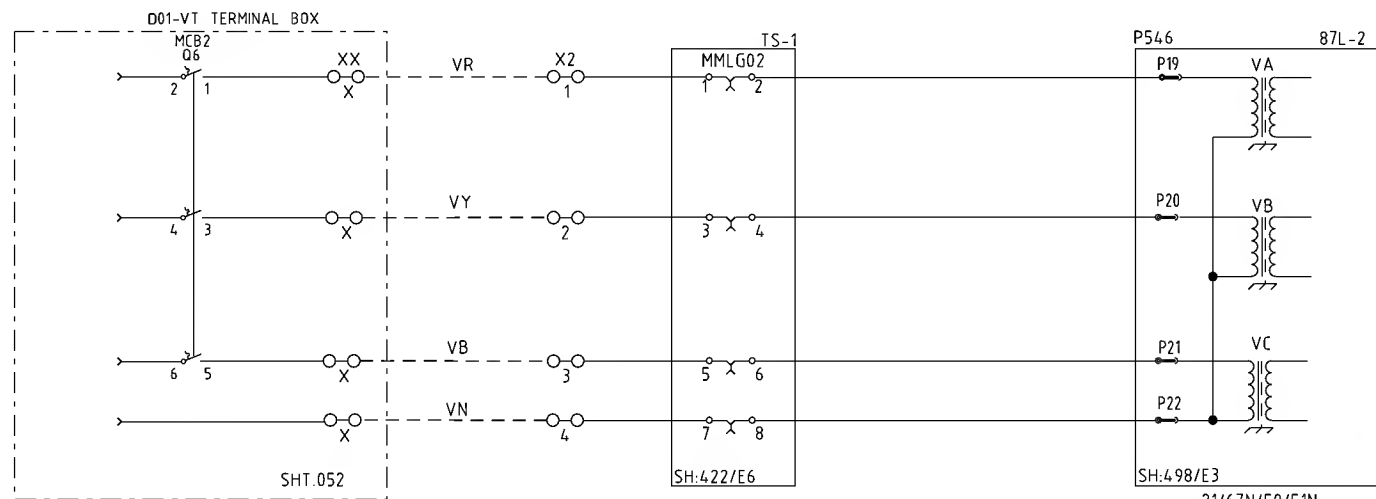 D01-VT TERMINAL BOX
TS-1
P546 87L-2
MCB2
Q6
XX VR X2 MMLG02 P19 VA
2 1 X 1 1 2
VY P20 VB
4 3 X 2 3 4
VB P21 VC
6 5 X 3 5 6
VN P22
X 4 7 8
SHT.052 SH:422/E6 SH:498/E3